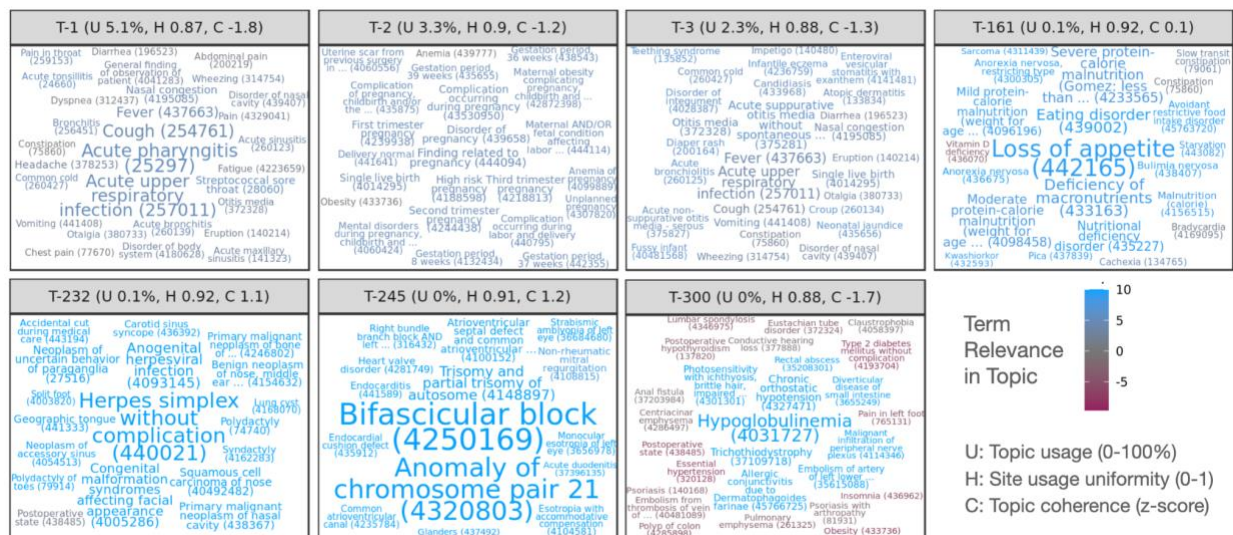 T-1 (U 5.1%, H 0.87, C -1.8)
Pain in throat (259153)
Diarrhea (196523)
Abdominal pain (200219)
Acute tonsillitis (24660)
General finding of observation of patient (4041283)
Wheezing (314754)
Nasal congestion (4195085)
Disorder of nasal cavity (439407)
Dyspnea (312437)
Fever (437663)
Pain (4329041)
Bronchitis (256451)
Cough (254761)
Acute sinusitis (260123)
Constipation (75860)
Acute pharyngitis (25297)
Headache (378253)
Fatigue (4223659)
Common cold (260427)
Acute upper respiratory infection (257011)
Streptococcal sore throat (28060)
Otitis media (372328)
Vomiting (441408)
Acute bronchitis (260139)
Otalgia (380733)
Eruption (140214)
Chest pain (77670)
Disorder of body system (4180628)
Acute maxillary sinusitis (141323)
T-2 (U 3.3%, H 0.9, C -1.2)
Uterine scar from previous surgery in ... (4060556)
Anemia (439777)
Gestation period, 36 weeks (438543)
Gestation period, 39 weeks (435655)
Complication of pregnancy, childbirth and/or the ... (435875)
Complication occurring during pregnancy (43530950)
Maternal obesity complicating pregnancy, childbirth and ... (42872398)
First trimester pregnancy (4239938)
Disorder of pregnancy (439658)
Maternal AND/OR fetal condition affecting labor ... (444114)
Delivery normal (441641)
Finding related to pregnancy (444094)
Single live birth (4014295)
High risk pregnancy (4188598)
Third trimester pregnancy (4218813)
Anemia of pregnancy (4099889)
Obesity (433736)
Unplanned pregnancy (4307820)
Second trimester pregnancy (4244438)
Mental disorders during pregnancy, childbirth and ... (4060424)
Complication occurring during labor and delivery (440795)
Gestation period, 8 weeks (4132434)
Gestation period, 37 weeks (442355)
T-3 (U 2.3%, H 0.88, C -1.3)
Teething syndrome (135852)
Impetigo (140480)
Enteroviral vesicular stomatitis with exanthem (4141481)
Common cold (260427)
Infantile eczema (4236759)
Candidiasis (433968)
Disorder of integument (4028387)
Atopic dermatitis (133834)
Acute suppurative otitis media without spontaneous ... (375281)
Otitis media (372328)
Diarrhea (196523)
Nasal congestion (4195085)
Diaper rash (200164)
Fever (437663)
Eruption (140214)
Acute bronchiolitis (260125)
Acute upper respiratory infection (257011)
Single live birth (4014295)
Otalgia (380733)
Cough (254761)
Croup (260134)
Acute non-suppurative otitis media - serous (375827)
Vomiting (441408)
Constipation (75860)
Neonatal jaundice (435656)
Fussy infant (40481568)
Wheezing (314754)
Disorder of nasal cavity (439407)
T-161 (U 0.1%, H 0.92, C 0.1)
Sarcoma (4311439)
Severe protein-calorie malnutrition (Gomez: less than ... (4233565)
Slow transit constipation (79061)
Anorexia nervosa, restricting type (4300305)
Constipation (75860)
Mild protein-calorie malnutrition (weight for age ... (4096196)
Eating disorder (439002)
Avoidant restrictive food intake disorder (45763720)
Vitamin D deficiency (436070)
Loss of appetite (442165)
Starvation (443082)
Anorexia nervosa (436675)
Bulimia nervosa (438407)
Deficiency of macronutrients (433163)
Moderate protein-calorie malnutrition (weight for age ... (4098458)
Malnutrition (calorie) (4156515)
Nutritional deficiency disorder (435227)
Bradycardia (4169095)
Kwashiorkor (432593)
Pica (437839)
Cachexia (134765)
T-232 (U 0.1%, H 0.92, C 1.1)
Accidental cut during medical care (443194)
Carotid sinus syncope (436392)
Primary malignant neoplasm of bone of ... (4246802)
Neoplasm of uncertain behavior of paraganglia (27516)
Anogenital herpesviral infection (4093145)
Benign neoplasm of nose, middle ear ... (4154632)
Split foot (4003820)
Herpes simplex without complication (440021)
Lung cyst (4168070)
Geographic tongue (441333)
Polydactyly (74740)
Neoplasm of accessory sinus (4054513)
Syndactyly (4162283)
Polydactyly of toes (79914)
Congenital malformation syndromes affecting facial appearance (4005286)
Squamous cell carcinoma of nose (40492482)
Postoperative state (438485)
Primary malignant neoplasm of nasal cavity (438367)
T-245 (U 0%, H 0.91, C 1.2)
Right bundle branch block AND left ... (316432)
Atrioventricular septal defect and common atrioventricular ... (4100152)
Strabismic amblyopia of left eye (36684680)
Heart valve disorder (4281749)
Non-rheumatic mitral regurgitation (4108815)
Endocarditis (441589)
Trisomy and partial trisomy of autosome (4148897)
Bifascicular block (4250169)
Endocardial cushion defect (435912)
Monocular esotropia of left eye (3656978)
Anomaly of chromosome pair 21 (4320803)
Acute duodenitis (37396135)
Common atrioventricular canal (4235784)
Esotropia with accommodative compensation (4104581)
Glanders (437492)
T-300 (U 0%, H 0.88, C -1.7)
Lumbar spondylosis (4346975)
Eustachian tube disorder (372324)
Claustrophobia (4058397)
Postoperative hypothyroidism (137820)
Conductive hearing loss (377888)
Type 2 diabetes mellitus without complication (4193704)
Photosensitivity with ichthyosis, brittle hair, impaired ... (4301301)
Rectal abscess (35208301)
Anal fistula (37203984)
Chronic orthostatic hypotension (4327471)
Diverticular disease of small intestine (3655249)
Centriacinar emphysema (4286497)
Hypoglobulinemia (4031727)
Pain in left foot (765131)
Postoperative state (438485)
Trichothiodystrophy (37109718)
Malignant infiltration of peripheral nerve plexus (4114346)
Essential hypertension (320128)
Allergic conjunctivitis due to Dermatophagoides farinae (45766725)
Embolism of artery of left lower ... (35615088)
Psoriasis (140168)
Insomnia (436962)
Embolism from thrombosis of vein of ... (40481089)
Psoriasis with arthropathy (81931)
Pulmonary emphysema (261325)
Polyp of colon (4285898)
Obesity (433736)
Term
Relevance
in Topic
10
5
0
-5
U: Topic usage (0-100%)
H: Site usage uniformity (0-1)
C: Topic coherence (z-score)